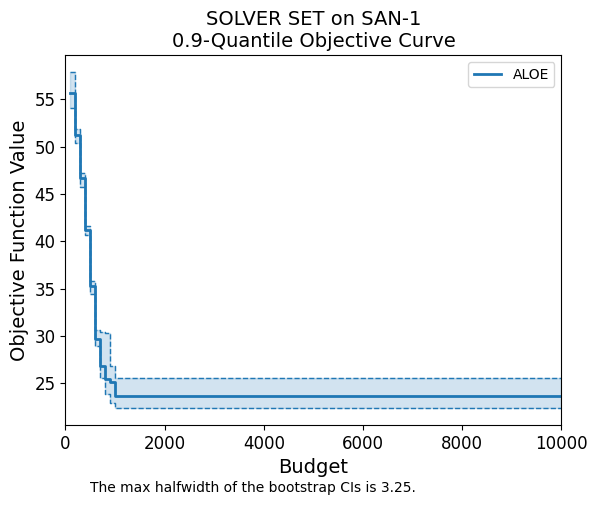 SOLVER SET on SAN-1
0.9-Quantile Objective Curve
ALOE
Objective Function Value
55
50
45
40
35
30
25
0
2000
4000
6000
8000
10000
Budget
The max halfwidth of the bootstrap CIs is 3.25.